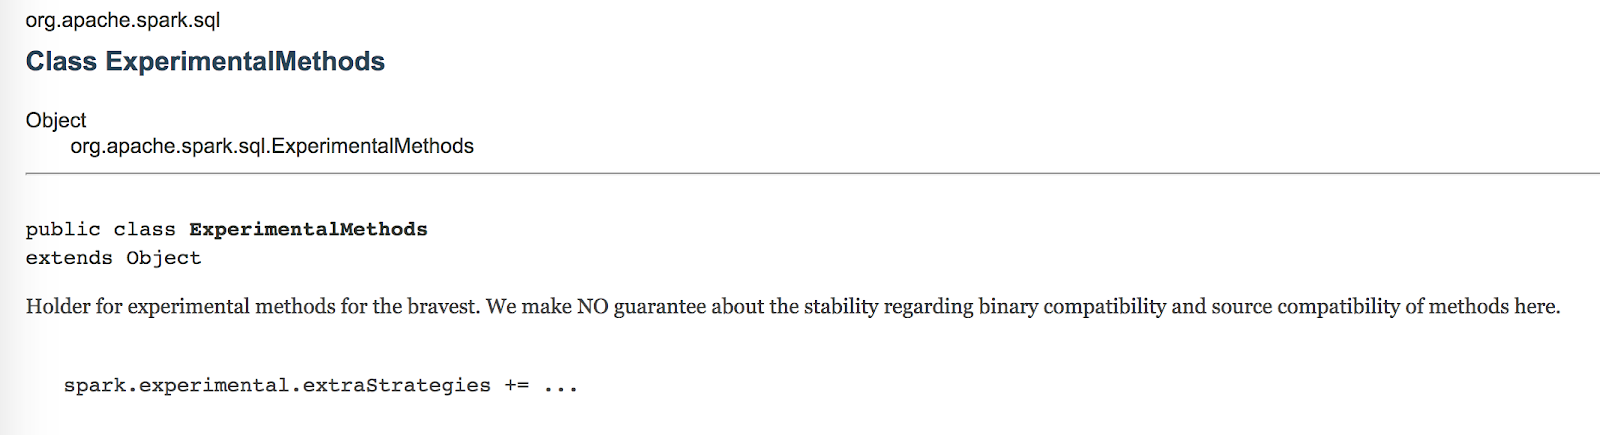 org.apache.spark.sql
Class ExperimentalMethods
Object
org.apache.spark.sql.ExperimentalMethods
public class ExperimentalMethods
extends Object
Holder for experimental methods for the bravest. We make NO guarantee about the stability regarding binary compatibility and source compatibility of methods here.
spark.experimental.extraStrategies += ...